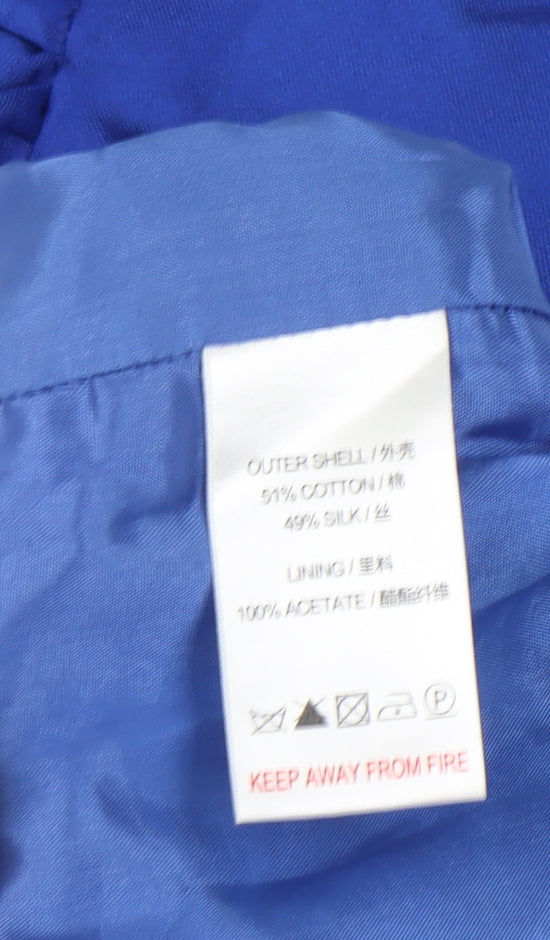 OUTER SHELL / 外壳
51% COTTON / 棉
49% SILK / 丝
LINING / 里料
100% ACETATE / 醋酯纤维
P
KEEP AWAY FROM FIRE